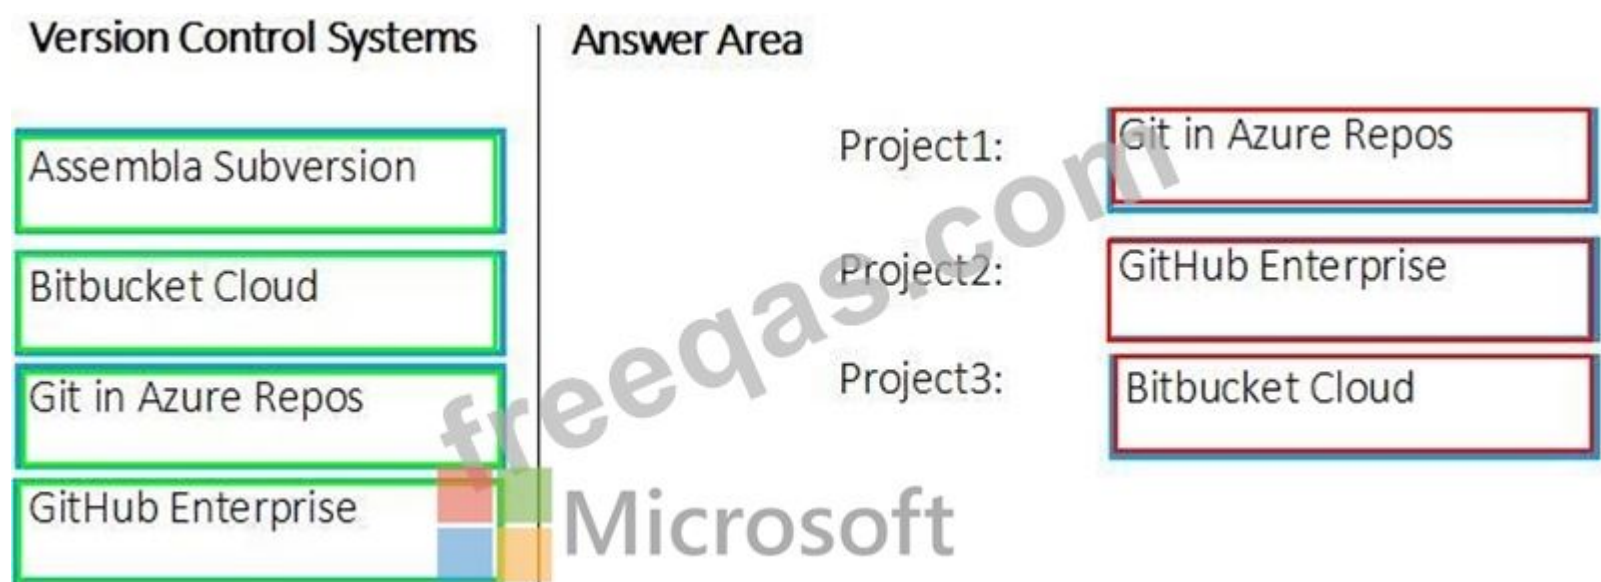 Version Control Systems
Answer Area
Assembla Subversion
Bitbucket Cloud
Git in Azure Repos
GitHub Enterprise
Project1:
Git in Azure Repos
Project2:
GitHub Enterprise
Project3:
Bitbucket Cloud
freeqas.com
Microsoft